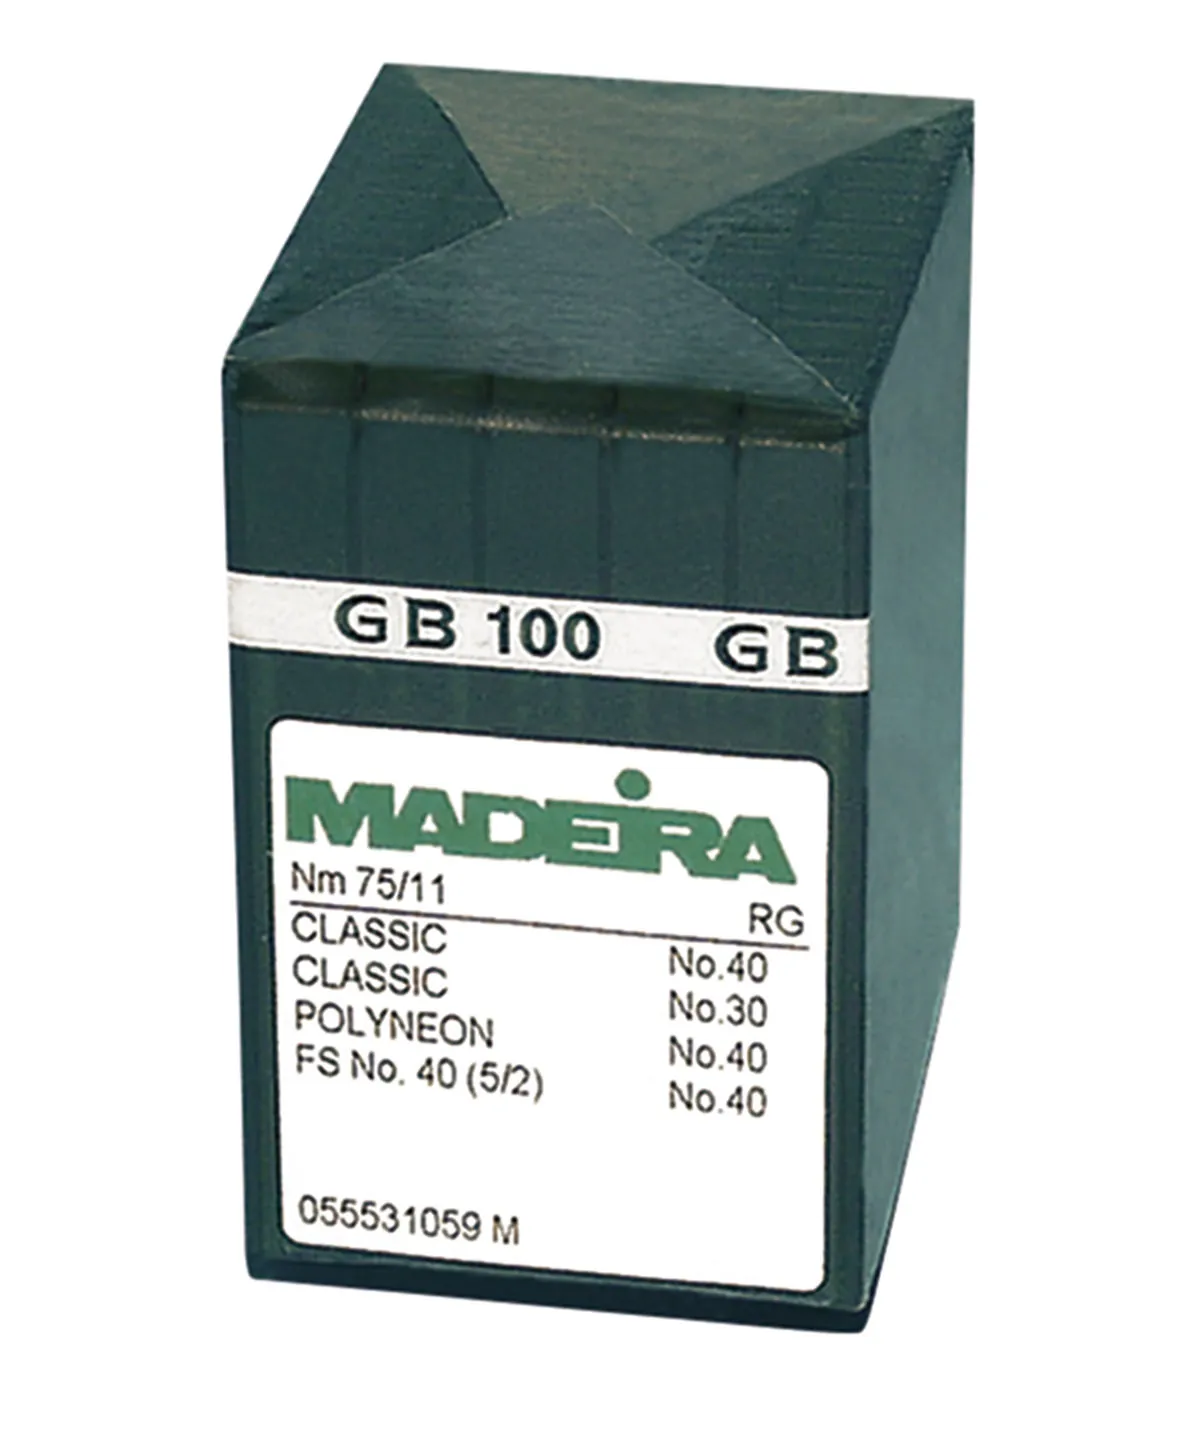 GB 100 GB
MADEiRA
Nm 75/11 RG
CLASSIC No.40
CLASSIC No.30
POLYNEON No.40
FS No. 40 (5/2) No.40
055531059 M